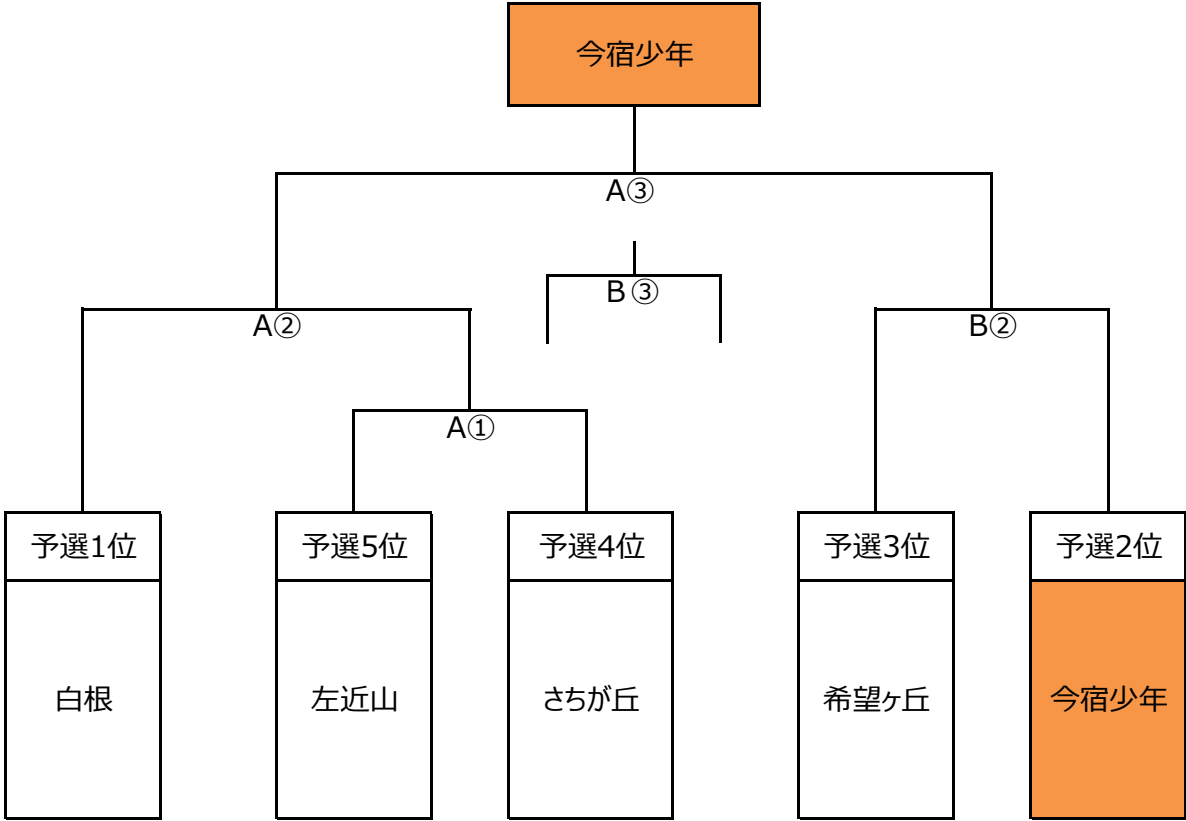 今宿少年
A③
B③
A②
B②
A①
予選1位
予選5位
予選4位
予選3位
予選2位
白根
左近山
さちが丘
希望ヶ丘
今宿少年